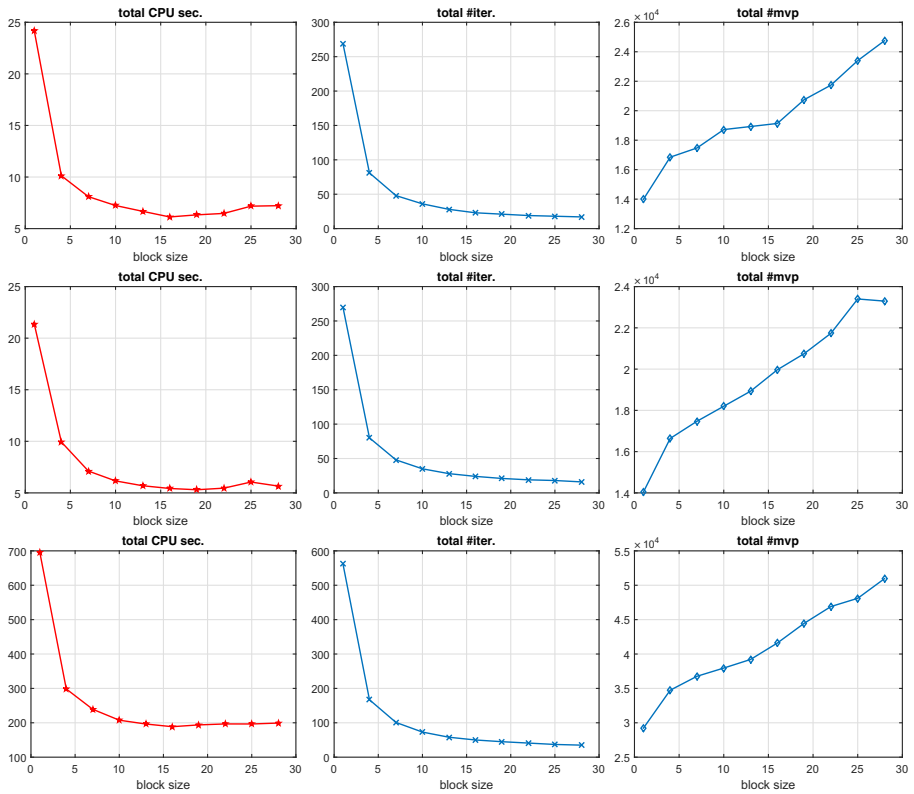 total CPU sec. total #iter. total #mvp
× 10⁴
25 300 2.6
250 2.4
20 2.2
200 2
15 150 1.8
100 1.6
10
50 1.4
5 0 1.2
0 5 10 15 20 25 30 0 5 10 15 20 25 30 0 5 10 15 20 25 30
block size block size block size
total CPU sec. total #iter. total #mvp
× 10⁴
25 300 2.4
250
20 2.2
200
2
15 150
1.8
100
10 1.6
50
5 0 1.4
0 5 10 15 20 25 30 0 5 10 15 20 25 30 0 5 10 15 20 25 30
block size block size block size
total CPU sec. total #iter. total #mvp
× 10⁴
700 600 5.5
600 500 5
500 400 4.5
400 300 4
300 200 3.5
200 100 3
100 0 2.5
0 5 10 15 20 25 30 0 5 10 15 20 25 30 0 5 10 15 20 25 30
block size block size block size